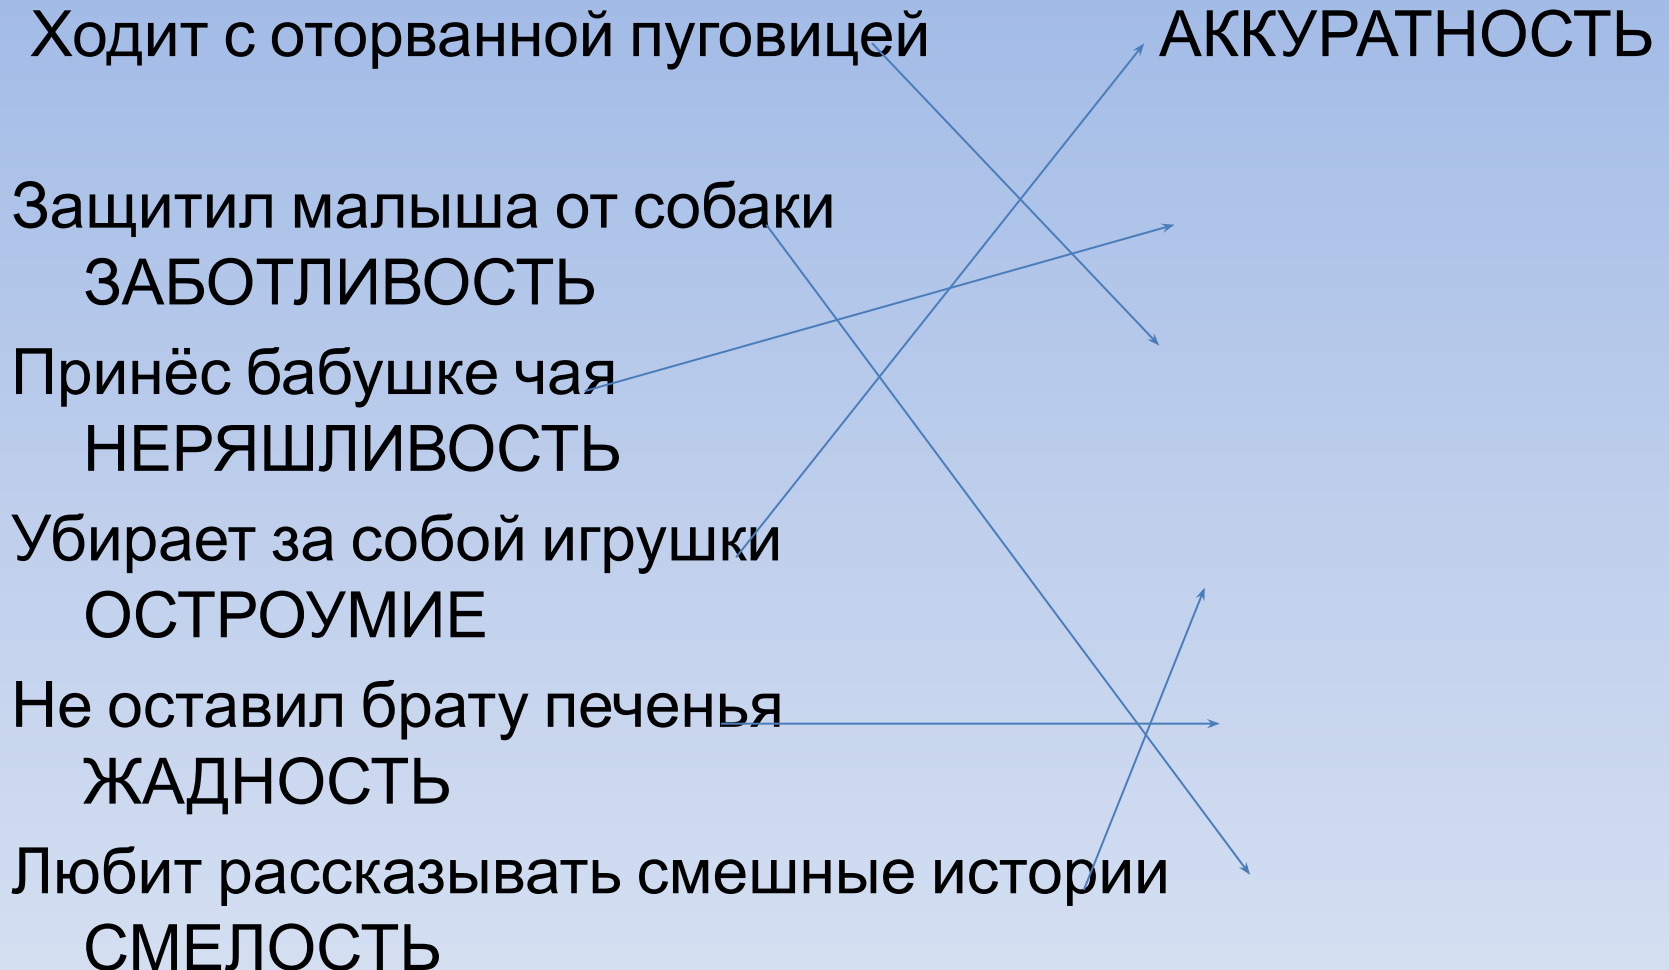 Ходит с оторванной пуговицей АККУРАТНОСТЬ
Защитил малыша от собаки
ЗАБОТЛИВОСТЬ
Принёс бабушке чая
НЕРЯШЛИВОСТЬ
Убирает за собой игрушки
ОСТРОУМИЕ
Не оставил брату печенья
ЖАДНОСТЬ
Любит рассказывать смешные истории
СМЕЛОСТЬ